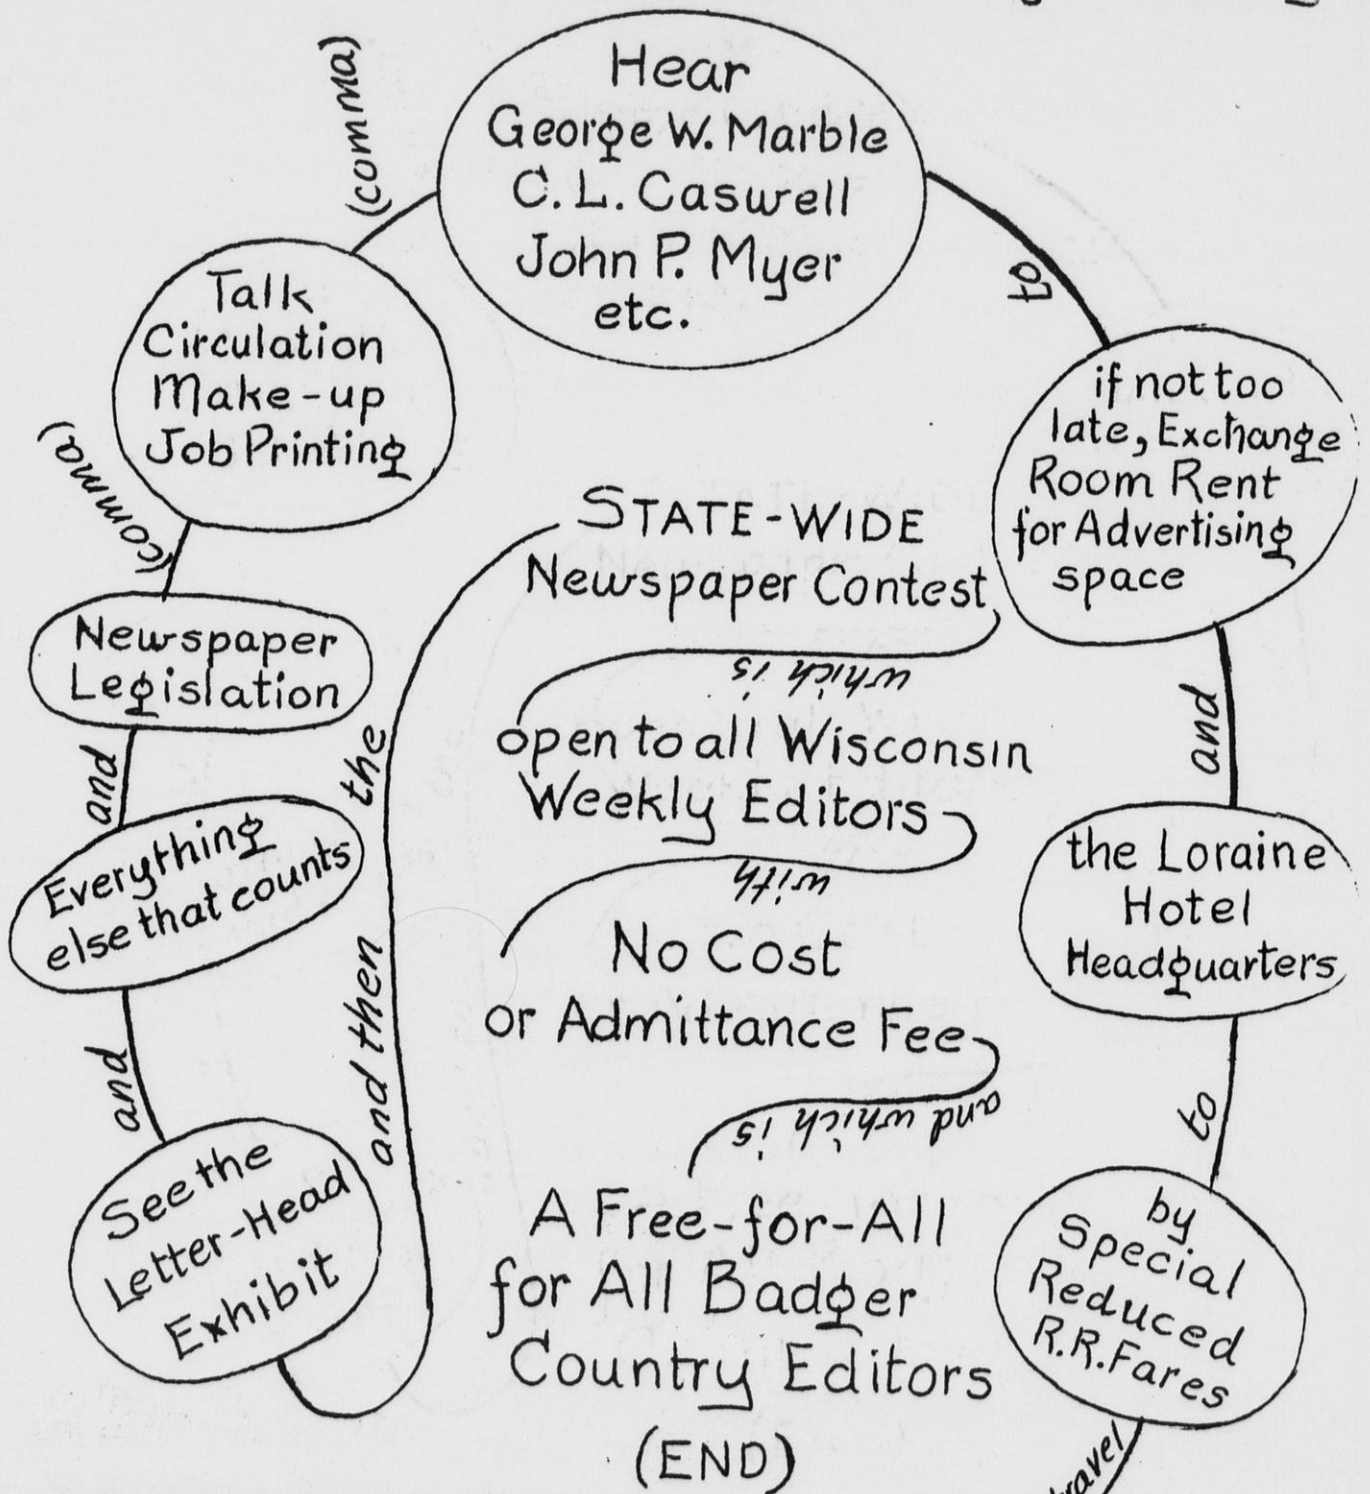 travel
by
Special
Reduced
R.R. Fares
to
the Loraine
Hotel
Headquarters
and
if not too
late, Exchange
Room Rent
for Advertising
space
to
Hear
George W. Marble
C. L. Caswell
John P. Myer
etc.
(comma)
Talk
Circulation
Make-up
Job Printing
(comma)
Newspaper
Legislation
and
Everything
else that counts
and
See the
Letter-Head
Exhibit
and then the
STATE-WIDE
Newspaper Contest
which is
open to all Wisconsin
Weekly Editors
with
No Cost
or Admittance Fee
and which is
A Free-for-All
for All Badger
Country Editors
(END)